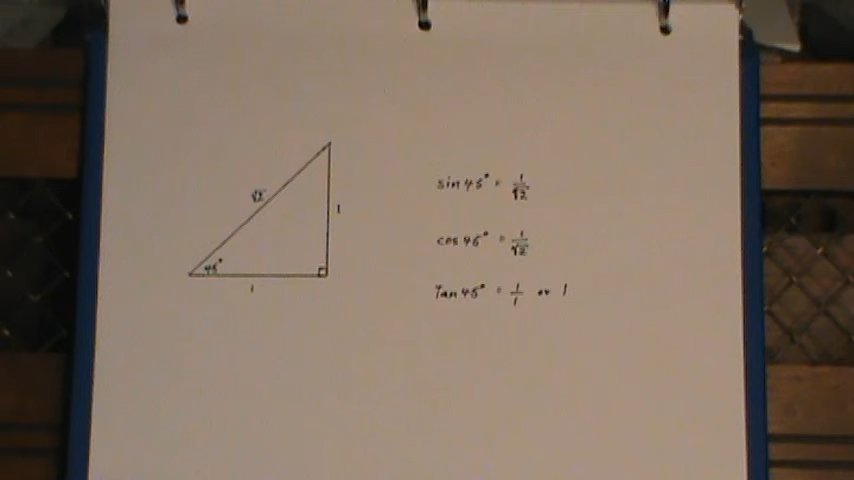 √2
1
45°
1
sin 45° = 1/√2
cos 45° = 1/√2
Tan 45° = 1/1 or 1